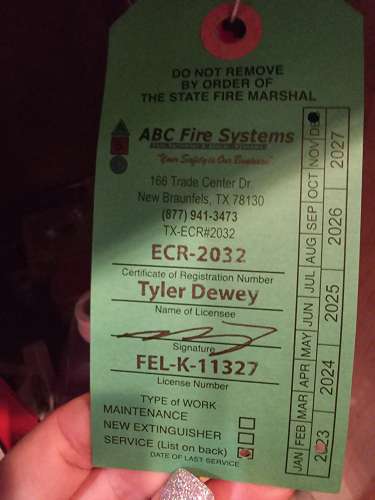 DO NOT REMOVE
BY ORDER OF
THE STATE FIRE MARSHAL
ABC Fire Systems
"Your Safety is Our Business"
166 Trade Center Dr.
New Braunfels, TX 78130
(877) 941-3473
TX-ECR#2032
ECR-2032
Certificate of Registration Number
Tyler Dewey
Name of Licensee
Signature
FEL-K-11327
License Number
TYPE OF WORK
MAINTENANCE
NEW EXTINGUISHER
SERVICE (List on back)
DATE OF LAST SERVICE
JAN FEB MAR APR MAY JUN JUL AUG SEP OCT NOV DE
2023 2024 2025 2026 2027